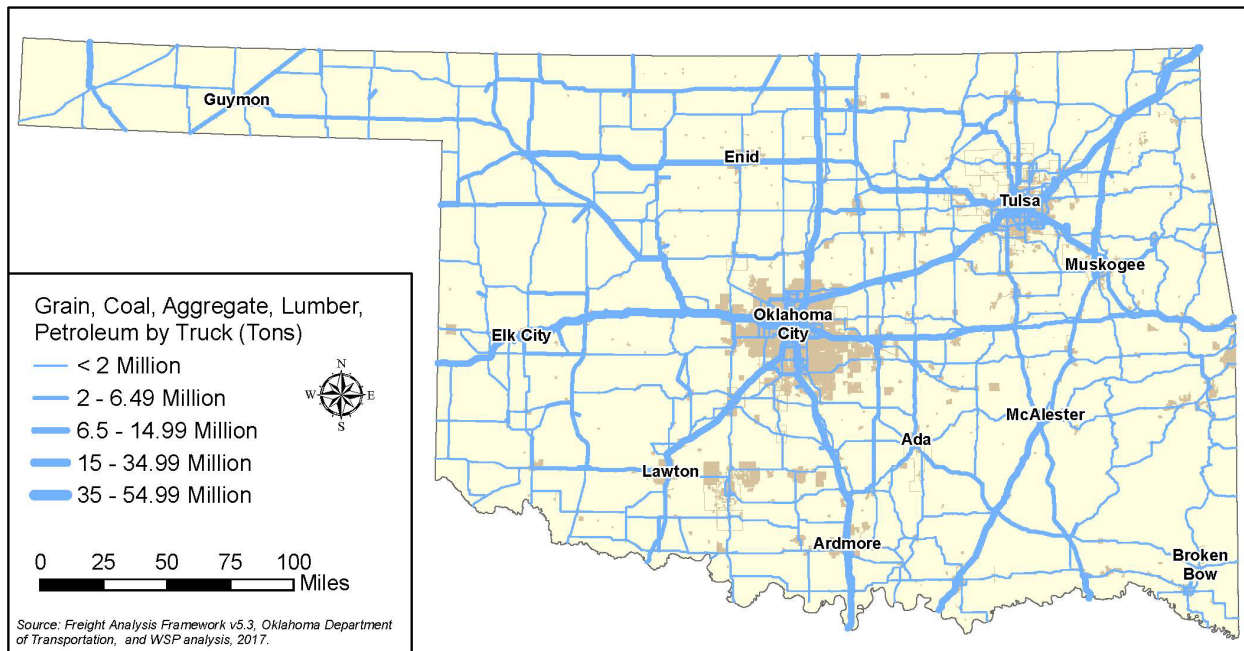 Guymon
Enid
Tulsa
Muskogee
Oklahoma
City
Elk City
McAlester
Ada
Lawton
Ardmore
Broken
Bow
Grain, Coal, Aggregate, Lumber,
Petroleum by Truck (Tons)
< 2 Million
2 - 6.49 Million
6.5 - 14.99 Million
15 - 34.99 Million
35 - 54.99 Million
N
W E
S
0 25 50 75 100
Miles
Source: Freight Analysis Framework v5.3, Oklahoma Department
of Transportation, and WSP analysis, 2017.